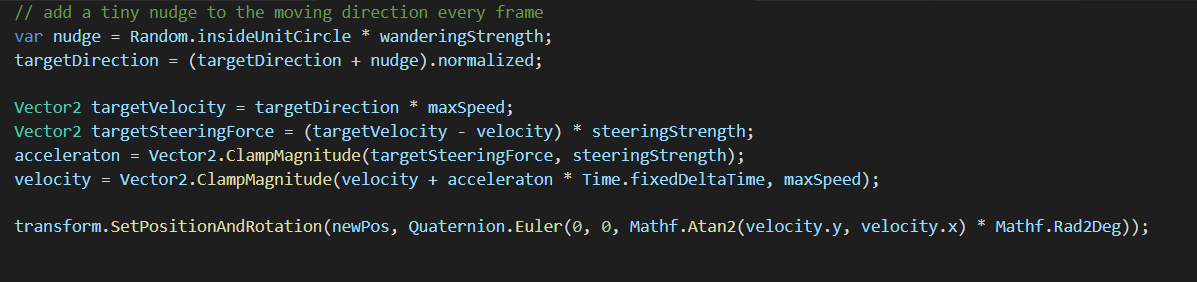 // add a tiny nudge to the moving direction every frame
var nudge = Random.insideUnitCircle * wanderingStrength;
targetDirection = (targetDirection + nudge).normalized;
Vector2 targetVelocity = targetDirection * maxSpeed;
Vector2 targetSteeringForce = (targetVelocity - velocity) * steeringStrength;
acceleraton = Vector2.ClampMagnitude(targetSteeringForce, steeringStrength);
velocity = Vector2.ClampMagnitude(velocity + acceleraton * Time.fixedDeltaTime, maxSpeed);
transform.SetPositionAndRotation(newPos, Quaternion.Euler(0, 0, Mathf.Atan2(velocity.y, velocity.x) * Mathf.Rad2Deg));